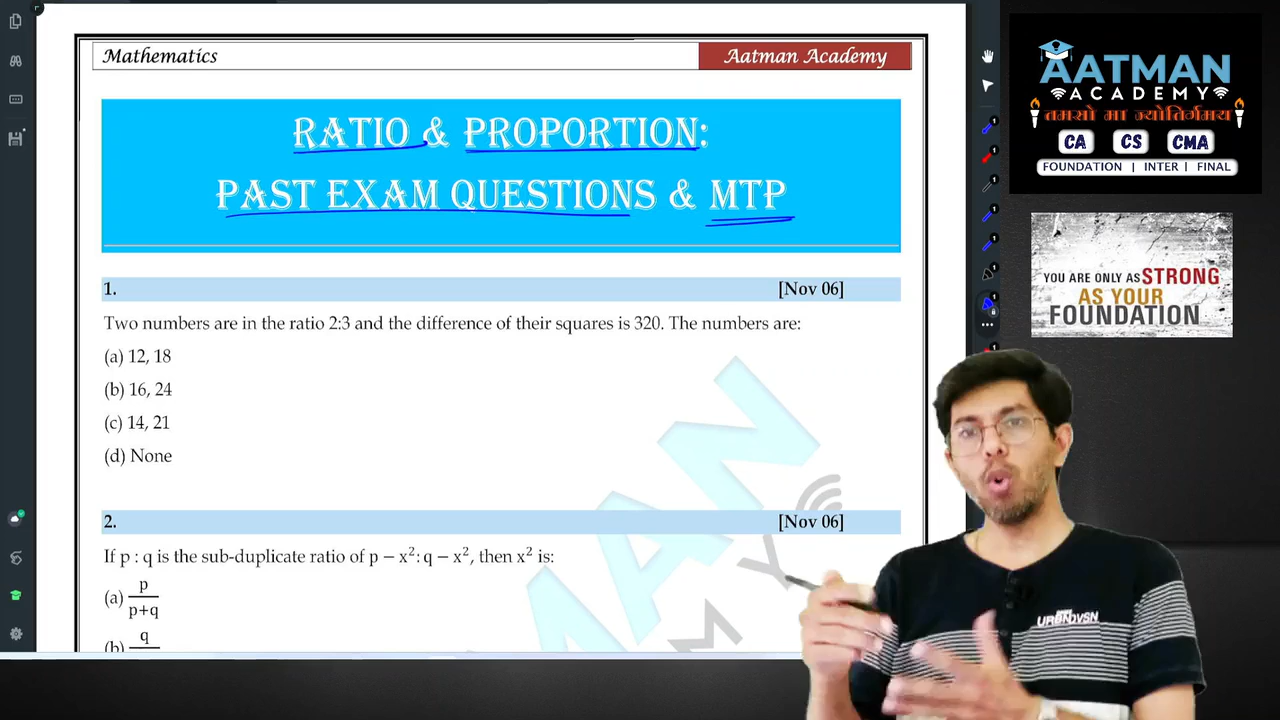 Mathematics
Aatman Academy
RATIO & PROPORTION:
PAST EXAM QUESTIONS & MTP
1. [Nov 06]
Two numbers are in the ratio 2:3 and the difference of their squares is 320. The numbers are:
(a) 12, 18
(b) 16, 24
(c) 14, 21
(d) None
2. [Nov 06]
If p : q is the sub-duplicate ratio of p − x²: q − x², then x² is:
(a) p/p+q
(b) q
AATMAN
ACADEMY
तमसो मा ज्योतिर्गमय
CA CS CMA
FOUNDATION | INTER | FINAL
YOU ARE ONLY AS STRONG
AS YOUR
FOUNDATION